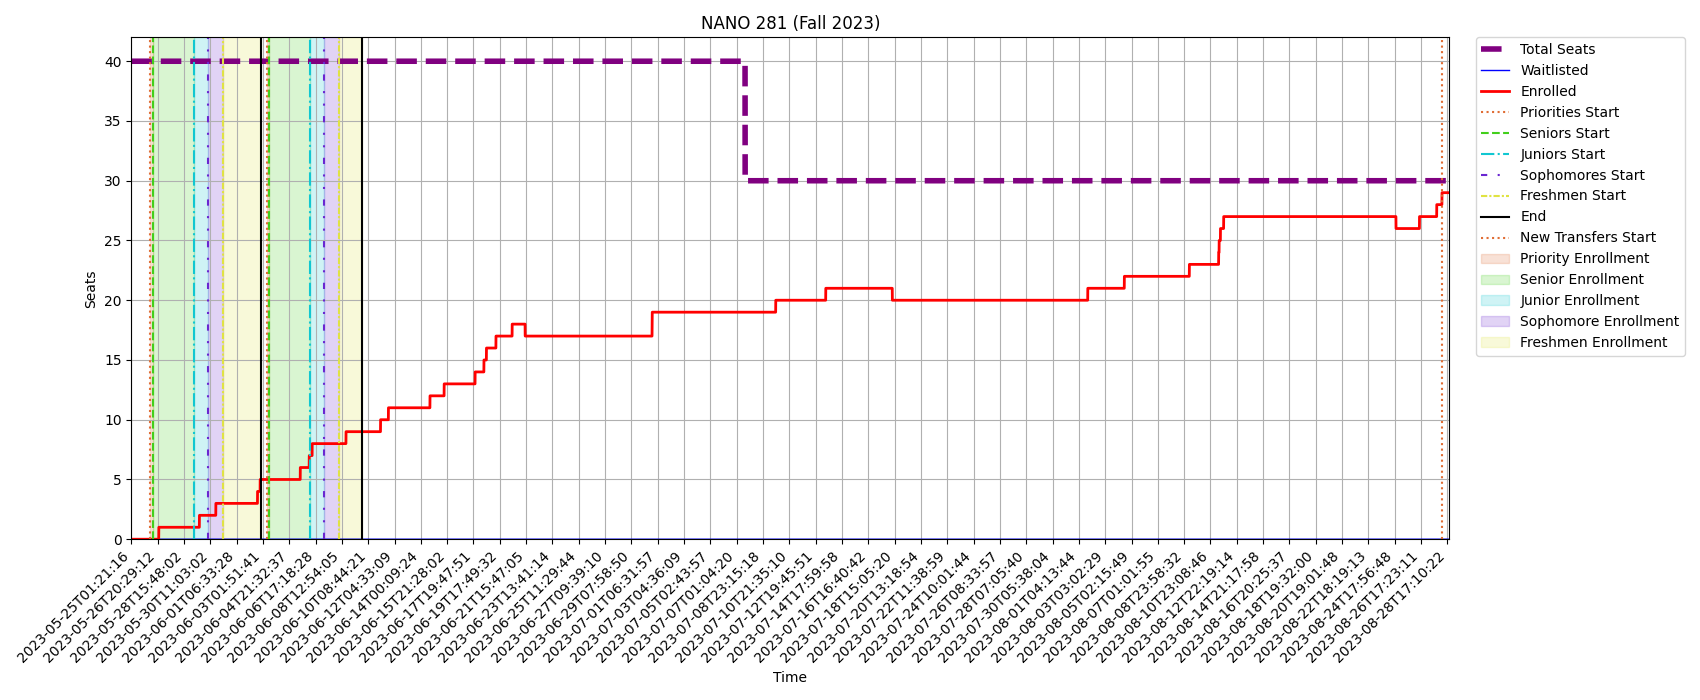 NANO 281 (Fall 2023)
Total Seats
Waitlisted
Enrolled
Priorities Start
Seniors Start
Juniors Start
Sophomores Start
Freshmen Start
End
New Transfers Start
Priority Enrollment
Senior Enrollment
Junior Enrollment
Sophomore Enrollment
Freshmen Enrollment
Seats
40
35
30
25
20
15
10
5
0
2023-05-25T01:21:16
2023-05-26T20:29:12
2023-05-28T15:48:02
2023-05-30T11:03:02
2023-06-01T06:33:28
2023-06-03T01:51:41
2023-06-04T21:32:37
2023-06-06T17:18:28
2023-06-08T12:54:05
2023-06-10T08:44:21
2023-06-12T04:33:09
2023-06-14T00:09:24
2023-06-15T21:28:02
2023-06-17T19:47:51
2023-06-19T17:49:32
2023-06-21T15:47:05
2023-06-23T13:41:14
2023-06-25T11:29:44
2023-06-27T09:39:10
2023-06-29T07:58:50
2023-07-01T06:31:57
2023-07-03T04:36:09
2023-07-05T02:43:57
2023-07-07T01:04:20
2023-07-08T23:15:18
2023-07-10T21:35:10
2023-07-12T19:45:51
2023-07-14T17:59:58
2023-07-16T16:40:42
2023-07-18T15:05:20
2023-07-20T13:18:54
2023-07-22T11:38:59
2023-07-24T10:01:44
2023-07-26T08:33:57
2023-07-28T07:05:40
2023-07-30T05:38:04
2023-08-01T04:13:44
2023-08-03T03:02:29
2023-08-05T02:15:49
2023-08-07T01:01:55
2023-08-08T23:58:32
2023-08-10T23:08:46
2023-08-12T22:19:14
2023-08-14T21:17:58
2023-08-16T20:25:37
2023-08-18T19:32:00
2023-08-20T19:01:48
2023-08-22T18:19:13
2023-08-24T17:56:48
2023-08-26T17:23:11
2023-08-28T17:10:22
Time